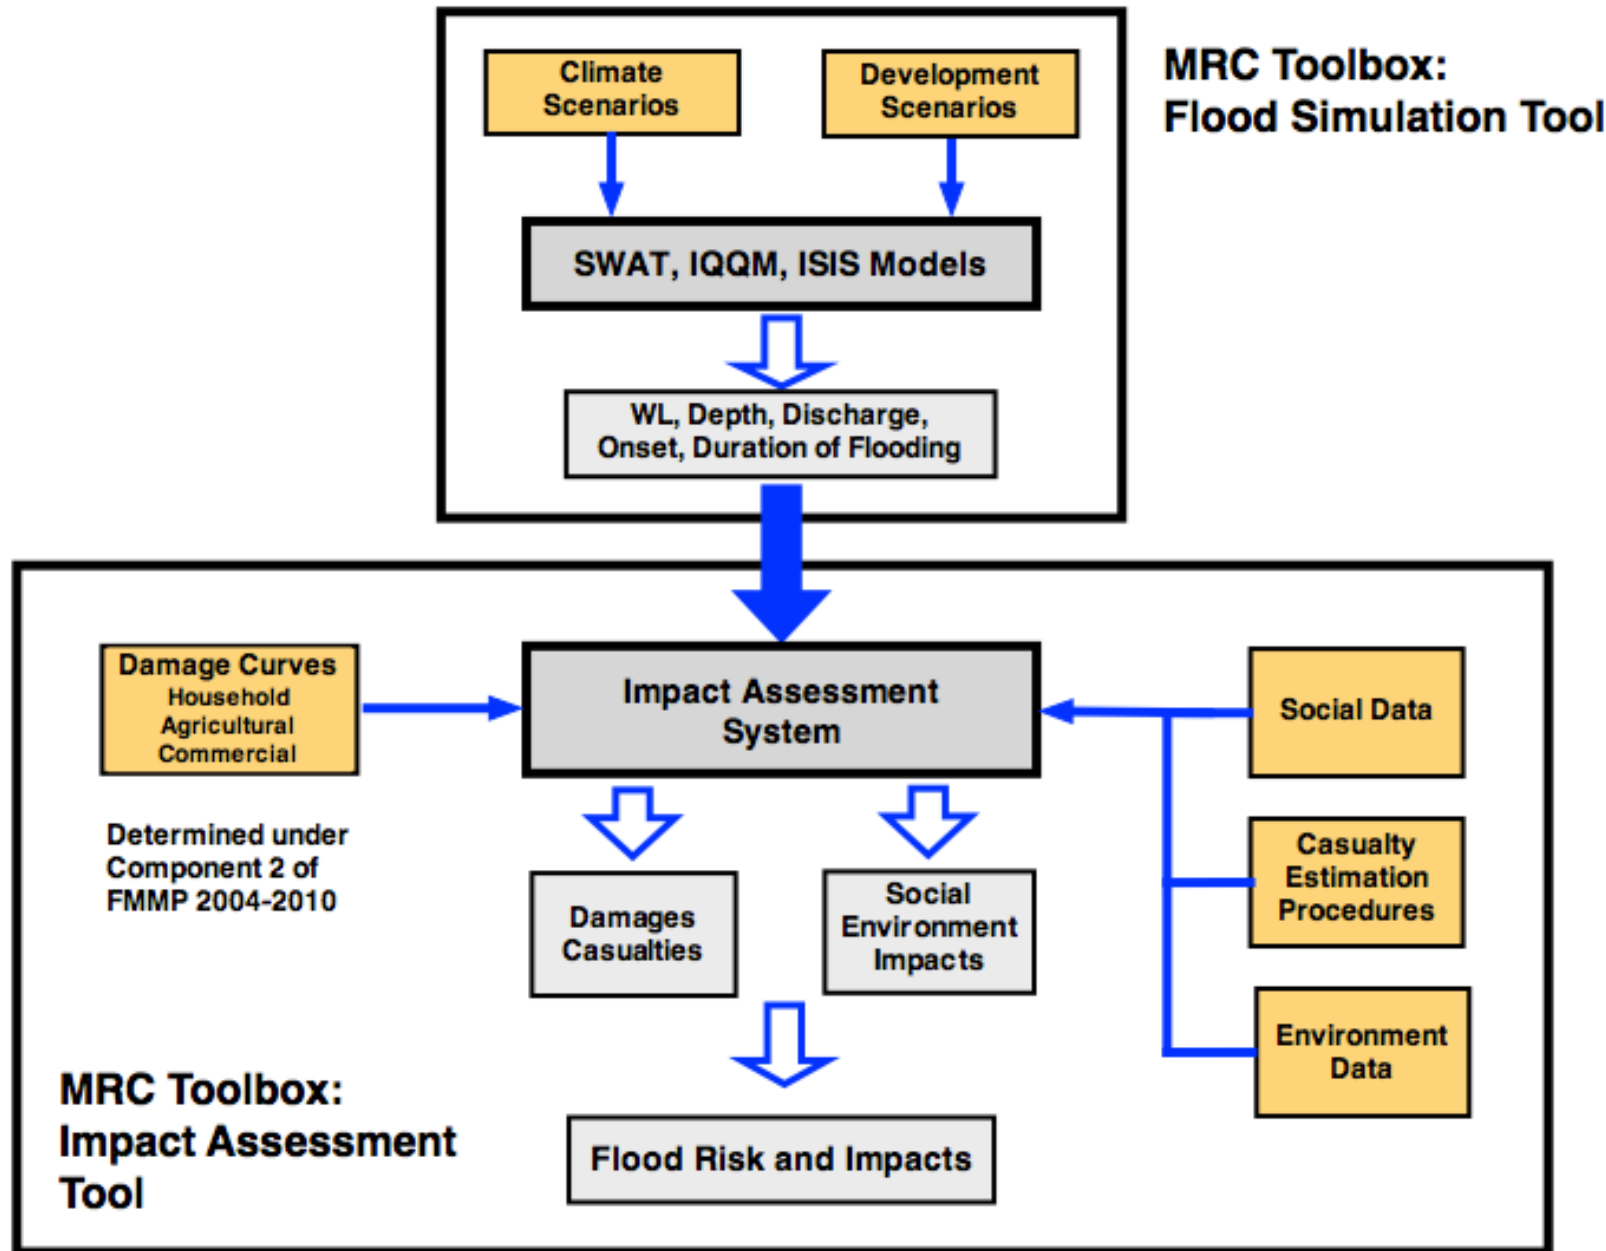 Climate
Scenarios
Development
Scenarios
MRC Toolbox:
Flood Simulation Tool
SWAT, IQQM, ISIS Models
WL, Depth, Discharge,
Onset, Duration of Flooding
Damage Curves
Household
Agricultural
Commercial
Impact Assessment
System
Social Data
Determined under
Component 2 of
FMMP 2004-2010
Damages
Casualties
Social
Environment
Impacts
Casualty
Estimation
Procedures
Environment
Data
MRC Toolbox:
Impact Assessment
Tool
Flood Risk and Impacts